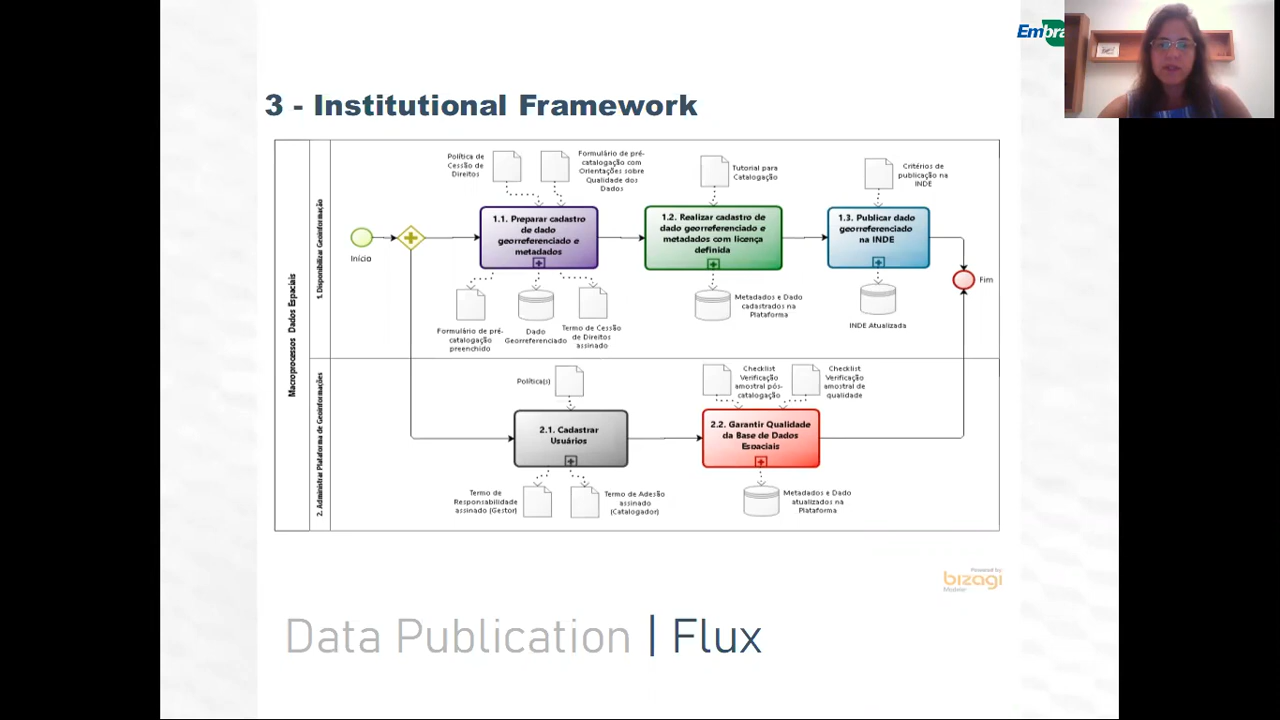 Embra
3 - Institutional Framework
Macroprocessos Dados Espaciais
1. Disponibilizar Geoinformação
Política de
Cessão de
Direitos
Formulário de pré-
catalogação com
Orientações sobre
Qualidade dos
Dados
Tutorial para
Catalogação
Critérios de
publicação na
INDE
Início
1.1. Preparar cadastro
de dado
georreferenciado e
metadados
1.2. Realizar cadastro de
dado georreferenciado e
metadados com licença
definida
1.3. Publicar dado
georreferenciado
na INDE
Fim
Formulário de pré-
catalogação
preenchido
Dado
Georreferenciado
Termo de Cessão
de Direitos
assinado
Metadados e Dado
cadastrados na
Plataforma
INDE Atualizada
2. Administrar Plataforma de Geoinformações
Política(s)
Checklist
Verificação
amostral pós-
catalogação
Checklist
Verificação
amostral de
qualidade
2.1. Cadastrar
Usuários
2.2. Garantir Qualidade
da Base de Dados
Espaciais
Termo de
Responsabilidade
assinado (Gestor)
Termo de Adesão
assinado
(Catalogador)
Metadados e Dado
atualizados na
Plataforma
Powered by
bizagi
Modeler
Data Publication | Flux